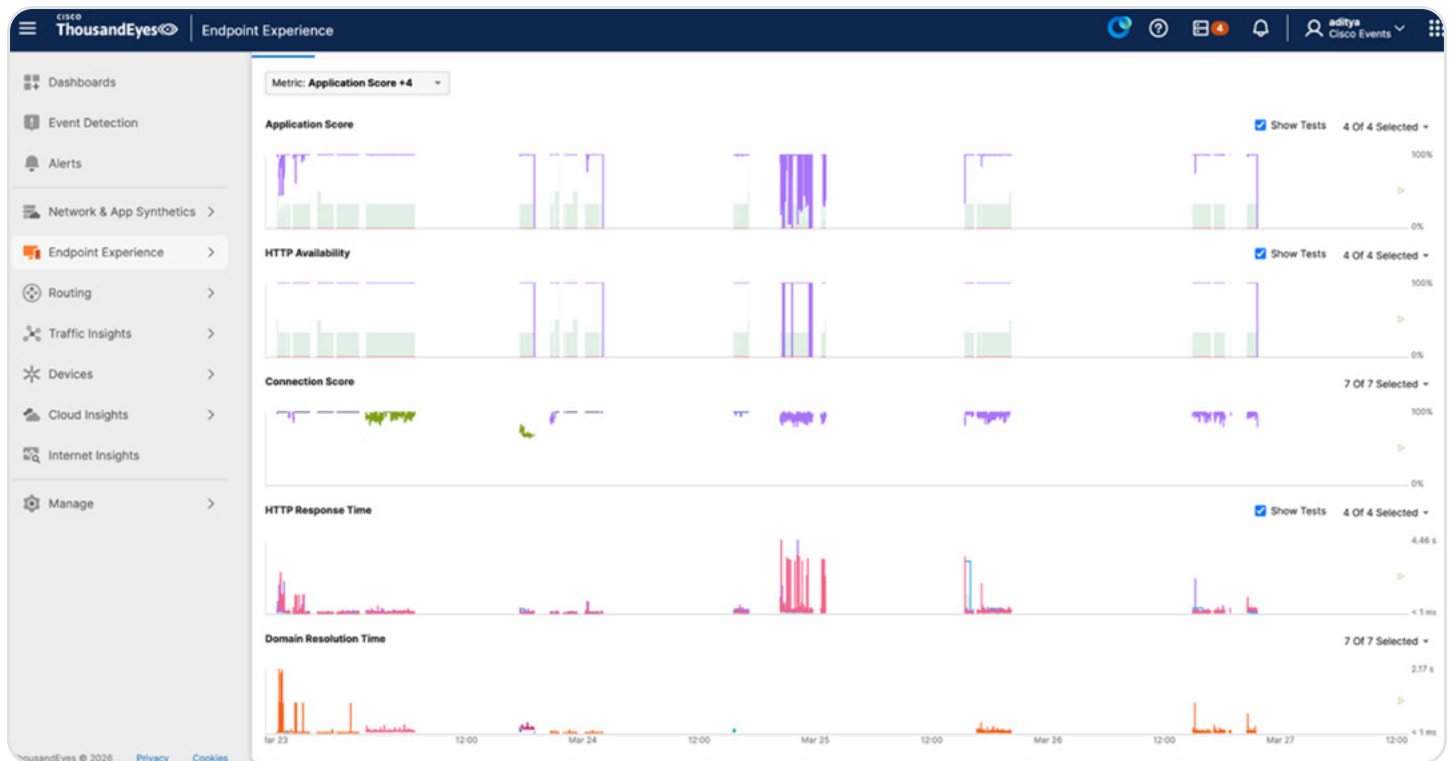 CISCO
ThousandEyes
Endpoint Experience
4
aditya
Cisco Events
Dashboards
Event Detection
Alerts
Network & App Synthetics
Endpoint Experience
Routing
Traffic Insights
Devices
Cloud Insights
Internet Insights
Manage
Metric: Application Score +4
Application Score
Show Tests 4 Of 4 Selected
100%
0%
HTTP Availability
Show Tests 4 Of 4 Selected
100%
0%
Connection Score
7 Of 7 Selected
100%
0%
HTTP Response Time
Show Tests 4 Of 4 Selected
4.46 s
< 1 ms
Domain Resolution Time
7 Of 7 Selected
2.17 s
< 1 ms
Mar 23 12:00 Mar 24 12:00 Mar 25 12:00 Mar 26 12:00 Mar 27 12:00
housandEyes © 2026 Privacy Cookies